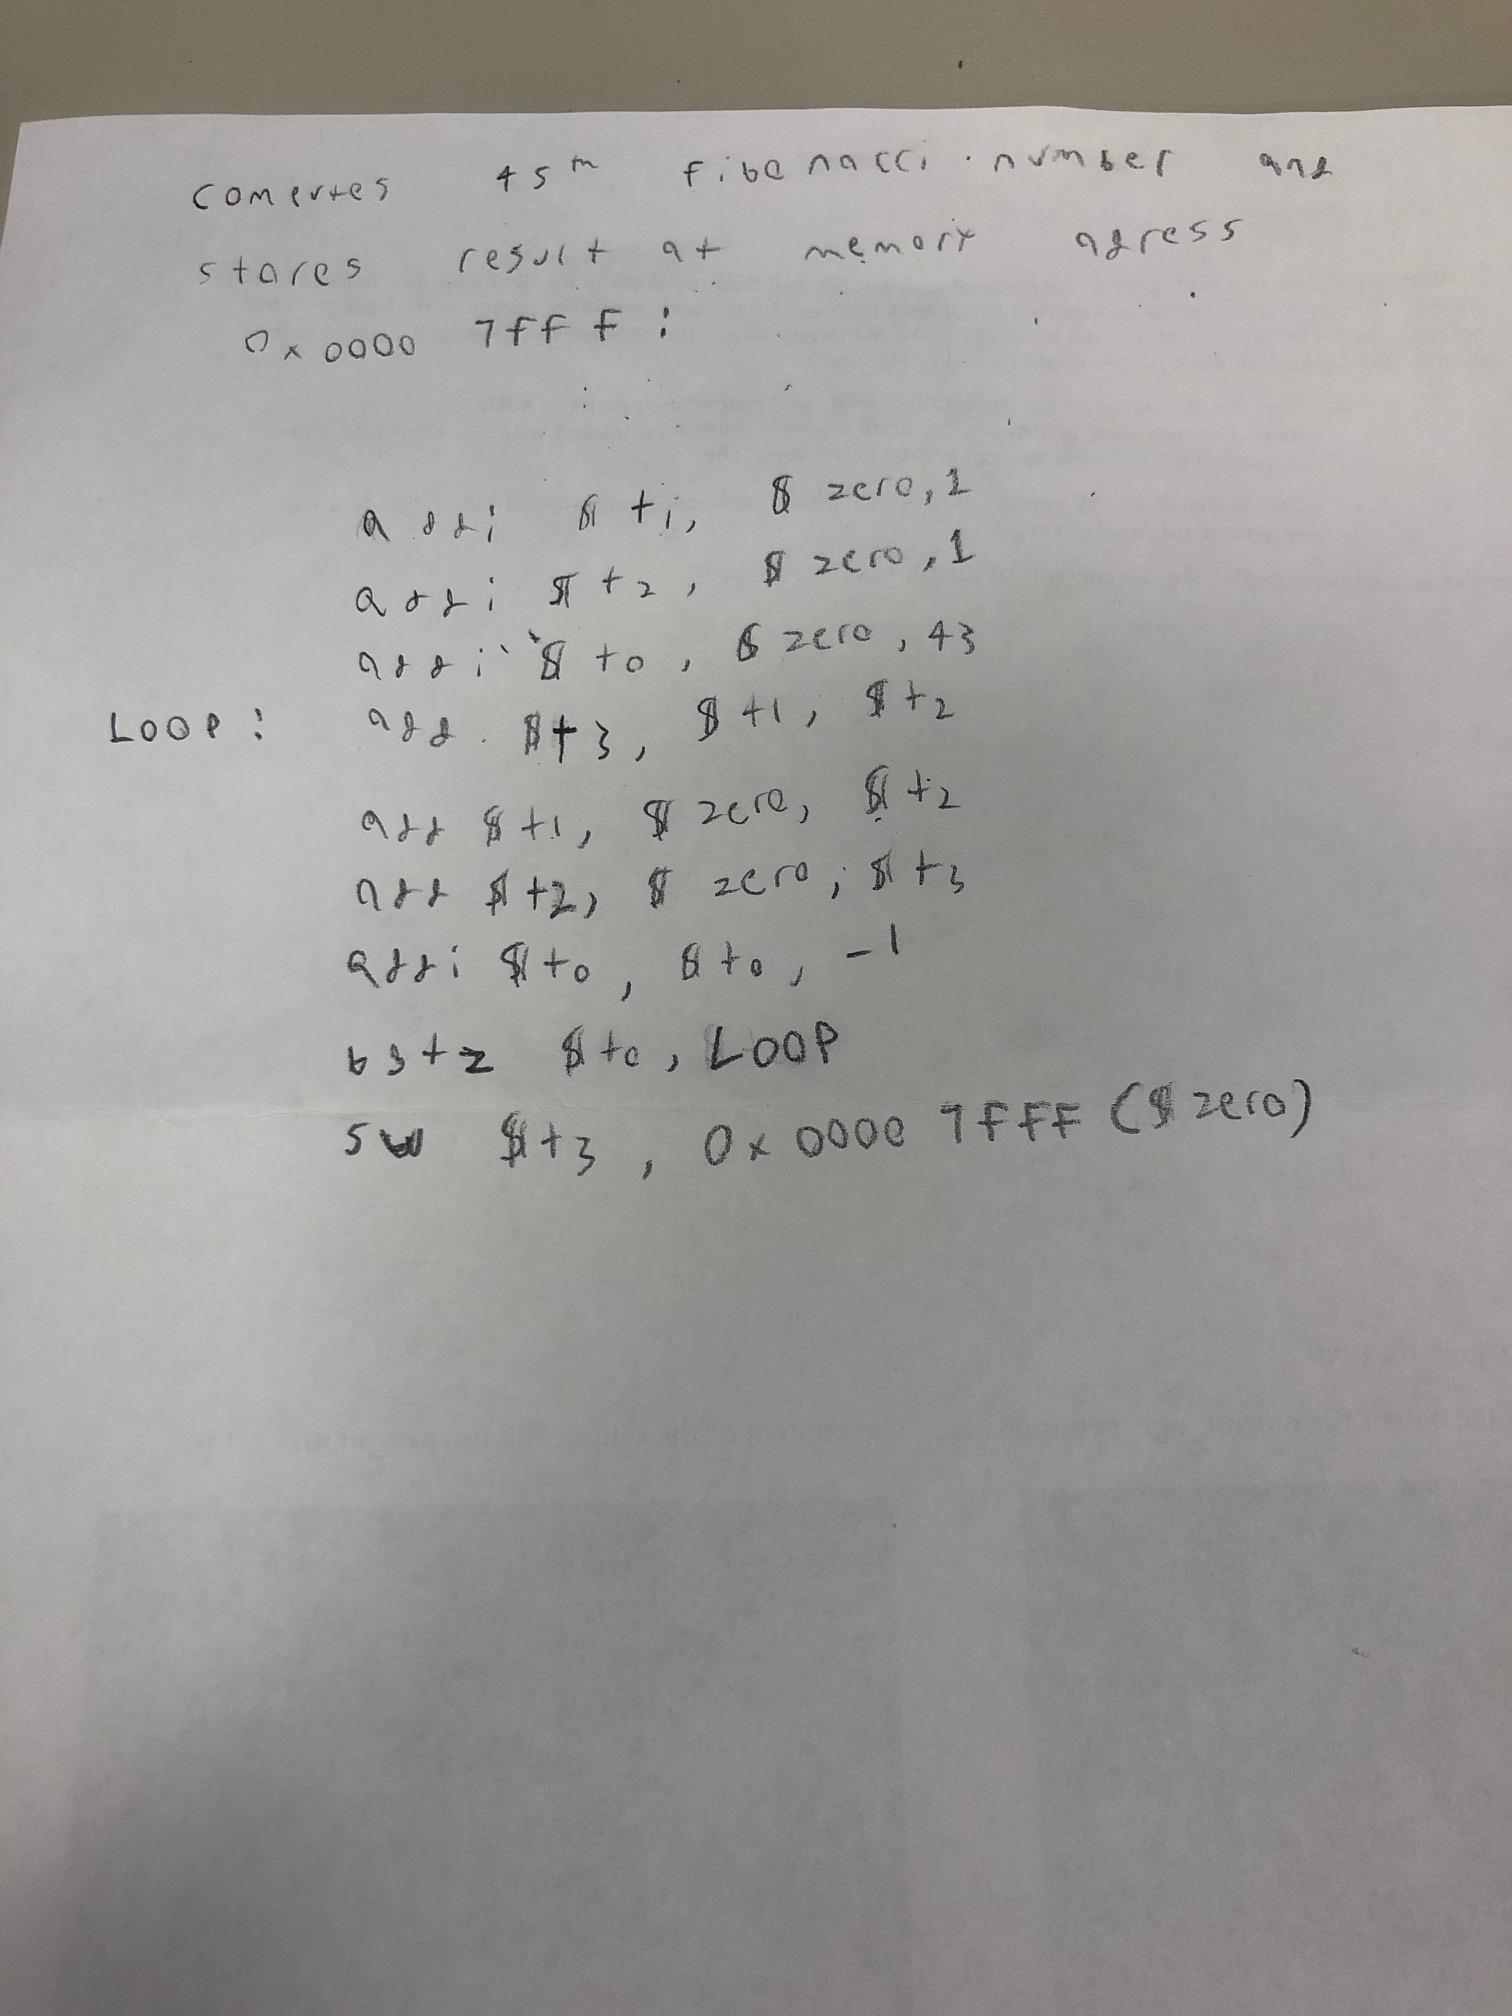 computes 45th fibonacci number and
stores result at memory adress
0x0000 7FFF:
addi $t1, $zero, 1
addi $t2, $zero, 1
addi $t0, $zero, 43
LOOP: add $t3, $t1, $t2
add $t1, $zero, $t2
add $t2, $zero, $t3
addi $t0, $t0, -1
bgtz $t0, LOOP
sw $t3, 0x0000 7FFF($zero)